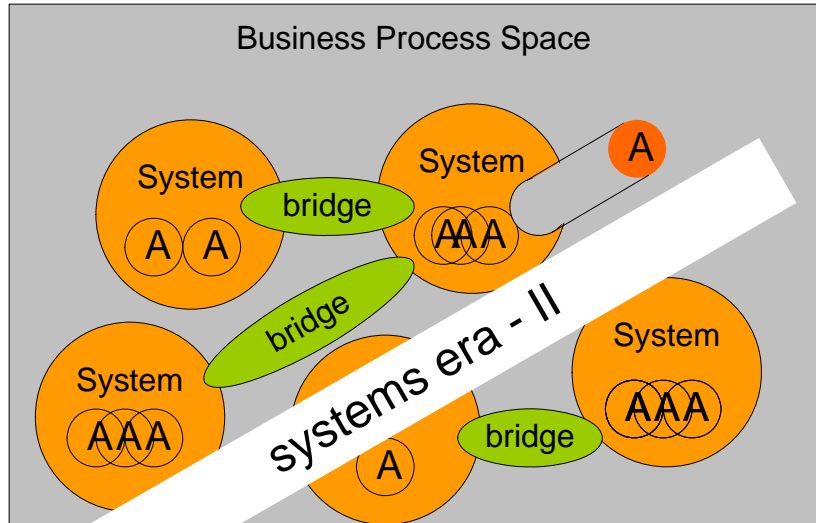 Business Process Space
System
A A
bridge
System
AAA
A
bridge
systems era - II
System
AAA
A
bridge
System
AAA